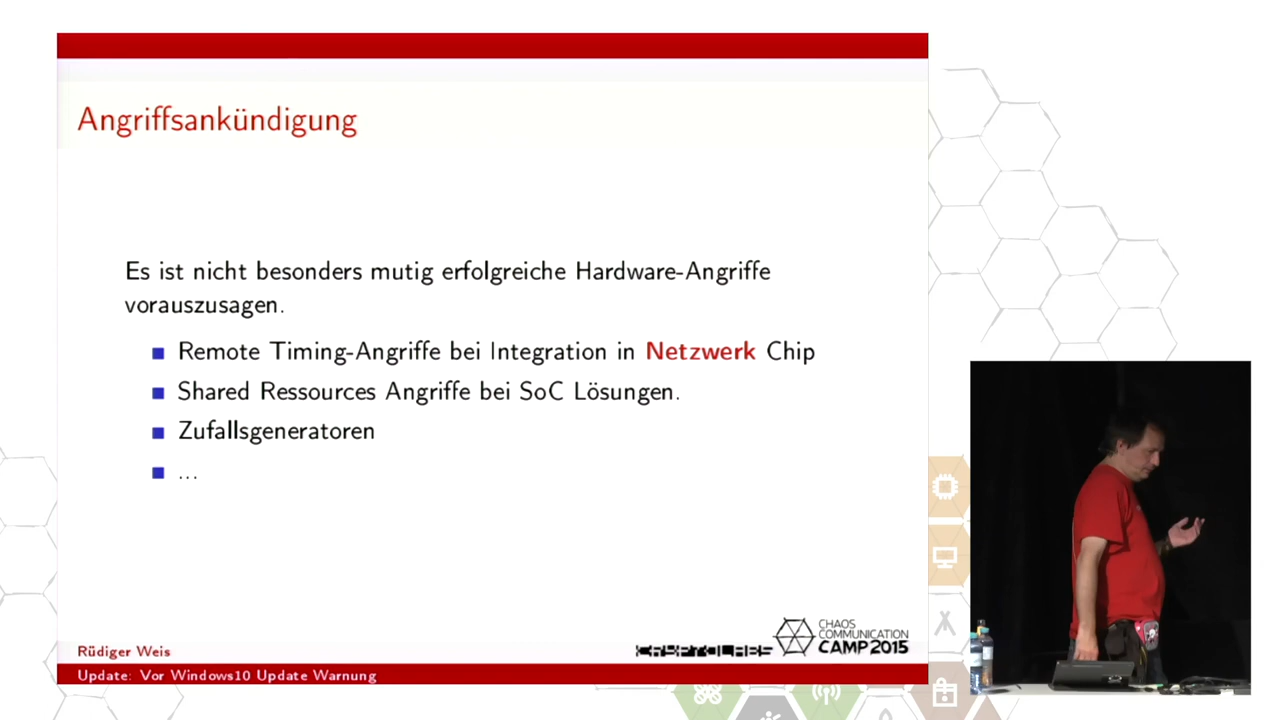 Angriffsankündigung
Es ist nicht besonders mutig erfolgreiche Hardware-Angriffe
vorauszusagen.
Remote Timing-Angriffe bei Integration in Netzwerk Chip
Shared Ressources Angriffe bei SoC Lösungen.
Zufallsgeneratoren
...
Rüdiger Weis
CRYPTOLABS
CHAOS
COMMUNICATION
CAMP 2015
Update: Vor Windows10 Update Warnung